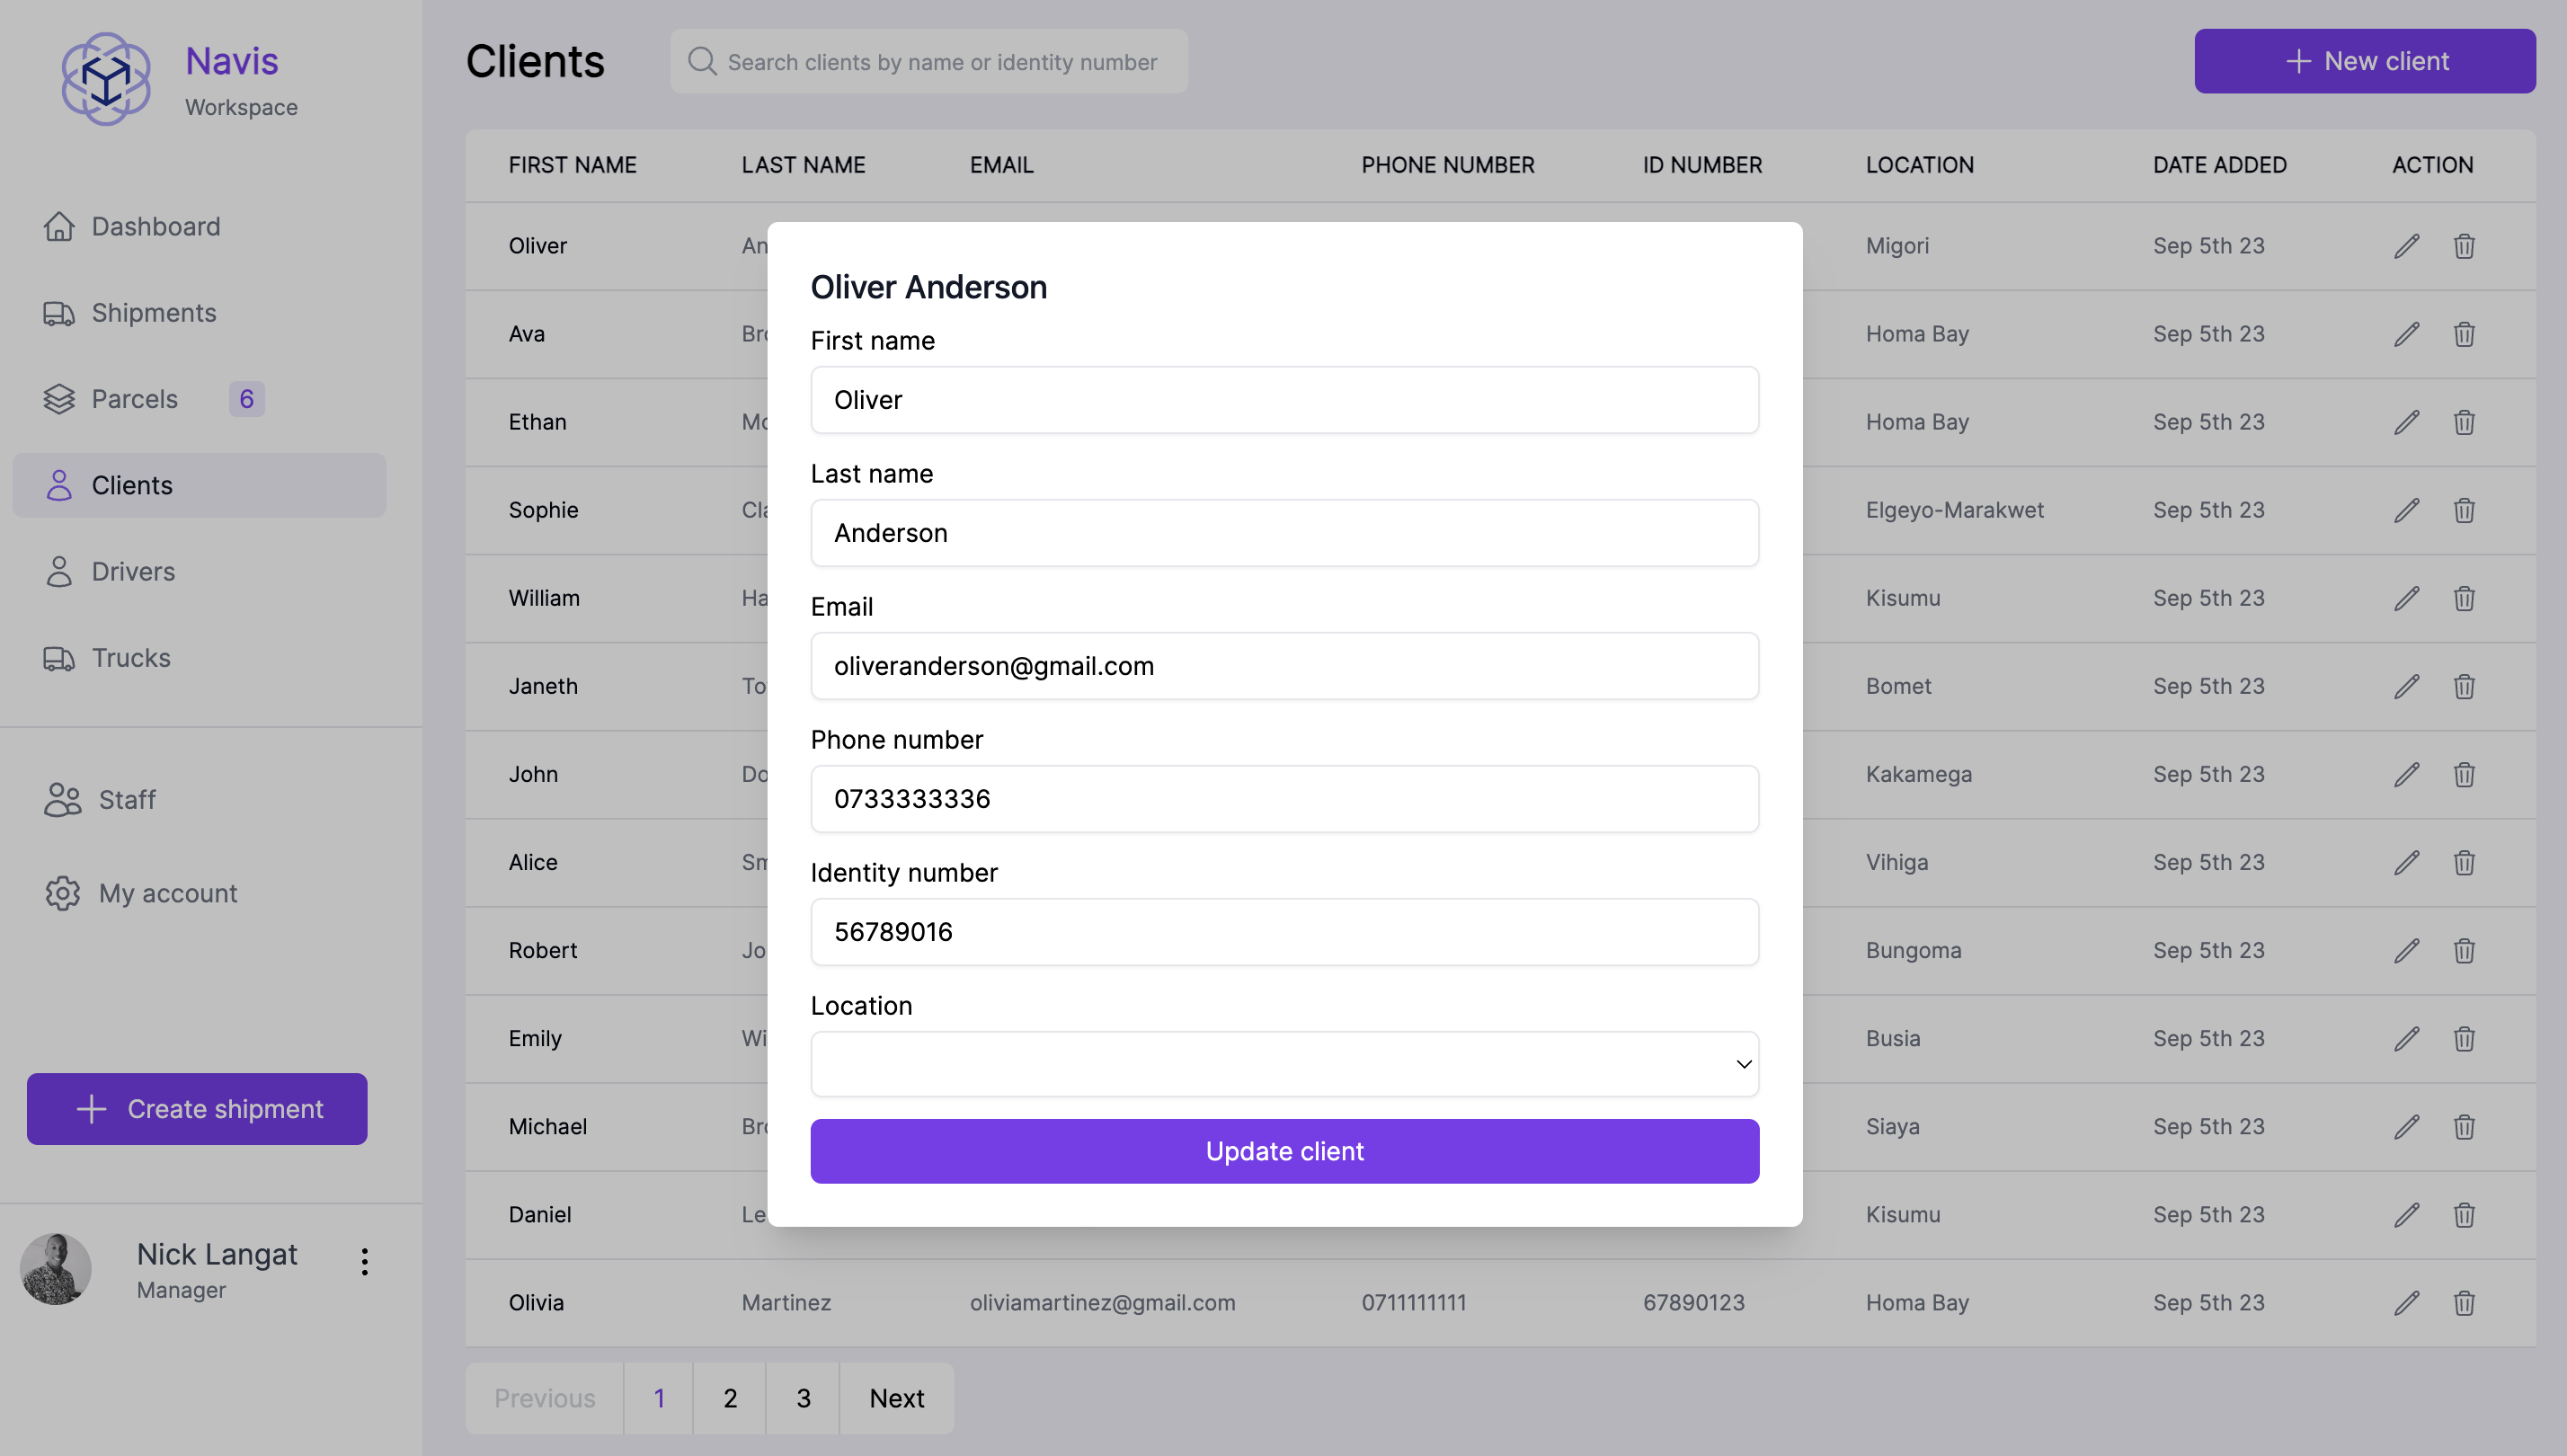 Navis
Workspace
Dashboard
Shipments
Parcels 6
Clients
Drivers
Trucks
Staff
My account
Create shipment
Nick Langat
Manager
Clients
Search clients by name or identity number
New client
FIRST NAME LAST NAME EMAIL PHONE NUMBER ID NUMBER LOCATION DATE ADDED ACTION
Oliver An Migori Sep 5th 23
Ava Homa Bay Sep 5th 23
Ethan Homa Bay Sep 5th 23
Sophie Elgeyo-Marakwet Sep 5th 23
William Ha Kisumu Sep 5th 23
Janeth Bomet Sep 5th 23
John Kakamega Sep 5th 23
Alice Vihiga Sep 5th 23
Robert Jo Bungoma Sep 5th 23
Emily Wi Busia Sep 5th 23
Michael Siaya Sep 5th 23
Daniel Le Kisumu Sep 5th 23
Olivia Martinez oliviamartinez@gmail.com 0711111111 67890123 Homa Bay Sep 5th 23
Previous 1 2 3 Next
Oliver Anderson
First name
Oliver
Last name
Anderson
Email
oliveranderson@gmail.com
Phone number
0733333336
Identity number
56789016
Location
Update client